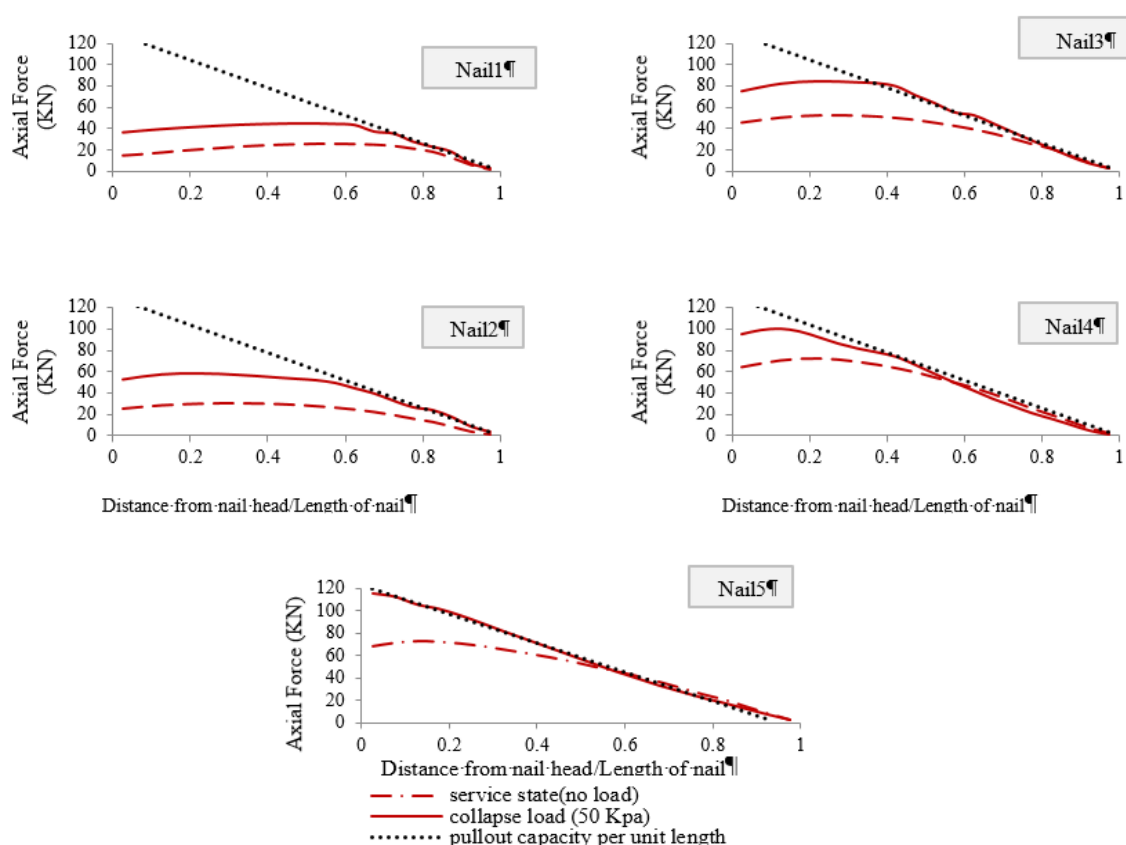 Nail1¶
120
100
80
60
40
20
0
Axial Force
(KN)
0 0.2 0.4 0.6 0.8 1
Nail3¶
120
100
80
60
40
20
0
Axial Force
(KN)
0 0.2 0.4 0.6 0.8 1
Nail2¶
120
100
80
60
40
20
0
Axial Force
(KN)
0 0.2 0.4 0.6 0.8 1
Distance·from·nail·head/Length·of·nail¶
Nail4¶
120
100
80
60
40
20
0
Axial Force
(KN)
0 0.2 0.4 0.6 0.8 1
Distance·from·nail·head/Length·of·nail¶
Nail5¶
120
100
80
60
40
20
0
Axial Force (KN)
0 0.2 0.4 0.6 0.8 1
Distance·from·nail·head/Length·of·nail¶
service state(no load)
collapse load (50 Kpa)
pullout capacity per unit length